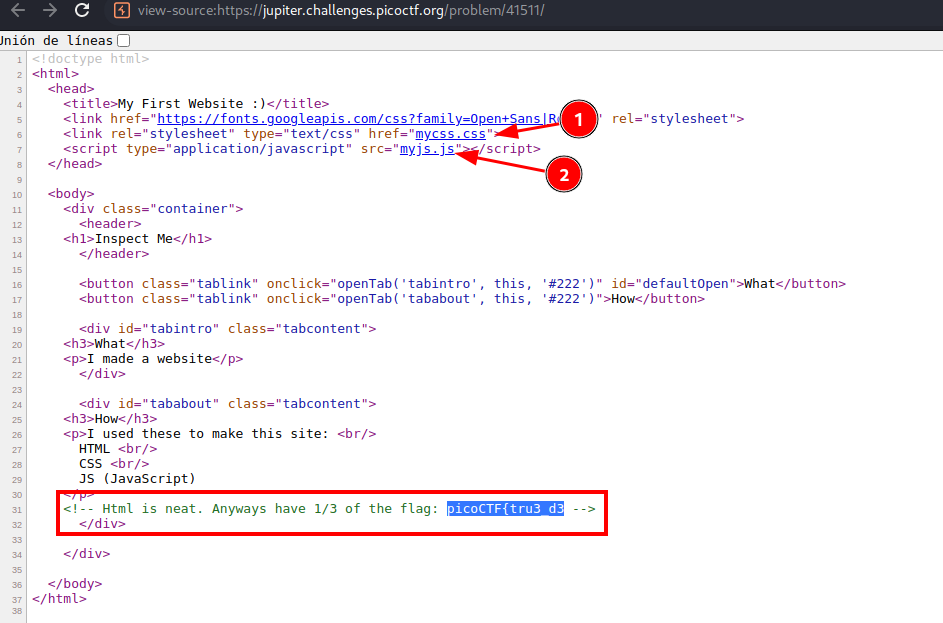 view-source:https://jupiter.challenges.picoctf.org/problem/41511/
Unión de líneas
1 <!doctype html>
2 <html>
3 <head>
4 <title>My First Website :)</title>
5 <link href="https://fonts.googleapis.com/css?family=Open+Sans|R rel="stylesheet">
6 <link rel="stylesheet" type="text/css" href="mycss.css">
1
7 <script type="application/javascript" src="myjs.js"></script>
2
8 </head>
9
10 <body>
11 <div class="container">
12 <header>
13 <h1>Inspect Me</h1>
14 </header>
15
16 <button class="tablink" onclick="openTab('tabintro', this, '#222')" id="defaultOpen">What</button>
17 <button class="tablink" onclick="openTab('tababout', this, '#222')">How</button>
18
19 <div id="tabintro" class="tabcontent">
20 <h3>What</h3>
21 <p>I made a website</p>
22 </div>
23
24 <div id="tababout" class="tabcontent">
25 <h3>How</h3>
26 <p>I used these to make this site: <br/>
27 HTML <br/>
28 CSS <br/>
29 JS (JavaScript)
30 </p>
31 <!-- Html is neat. Anyways have 1/3 of the flag: picoCTF{tru3_d3 -->
32 </div>
33
34 </div>
35
36 </body>
37 </html>
38